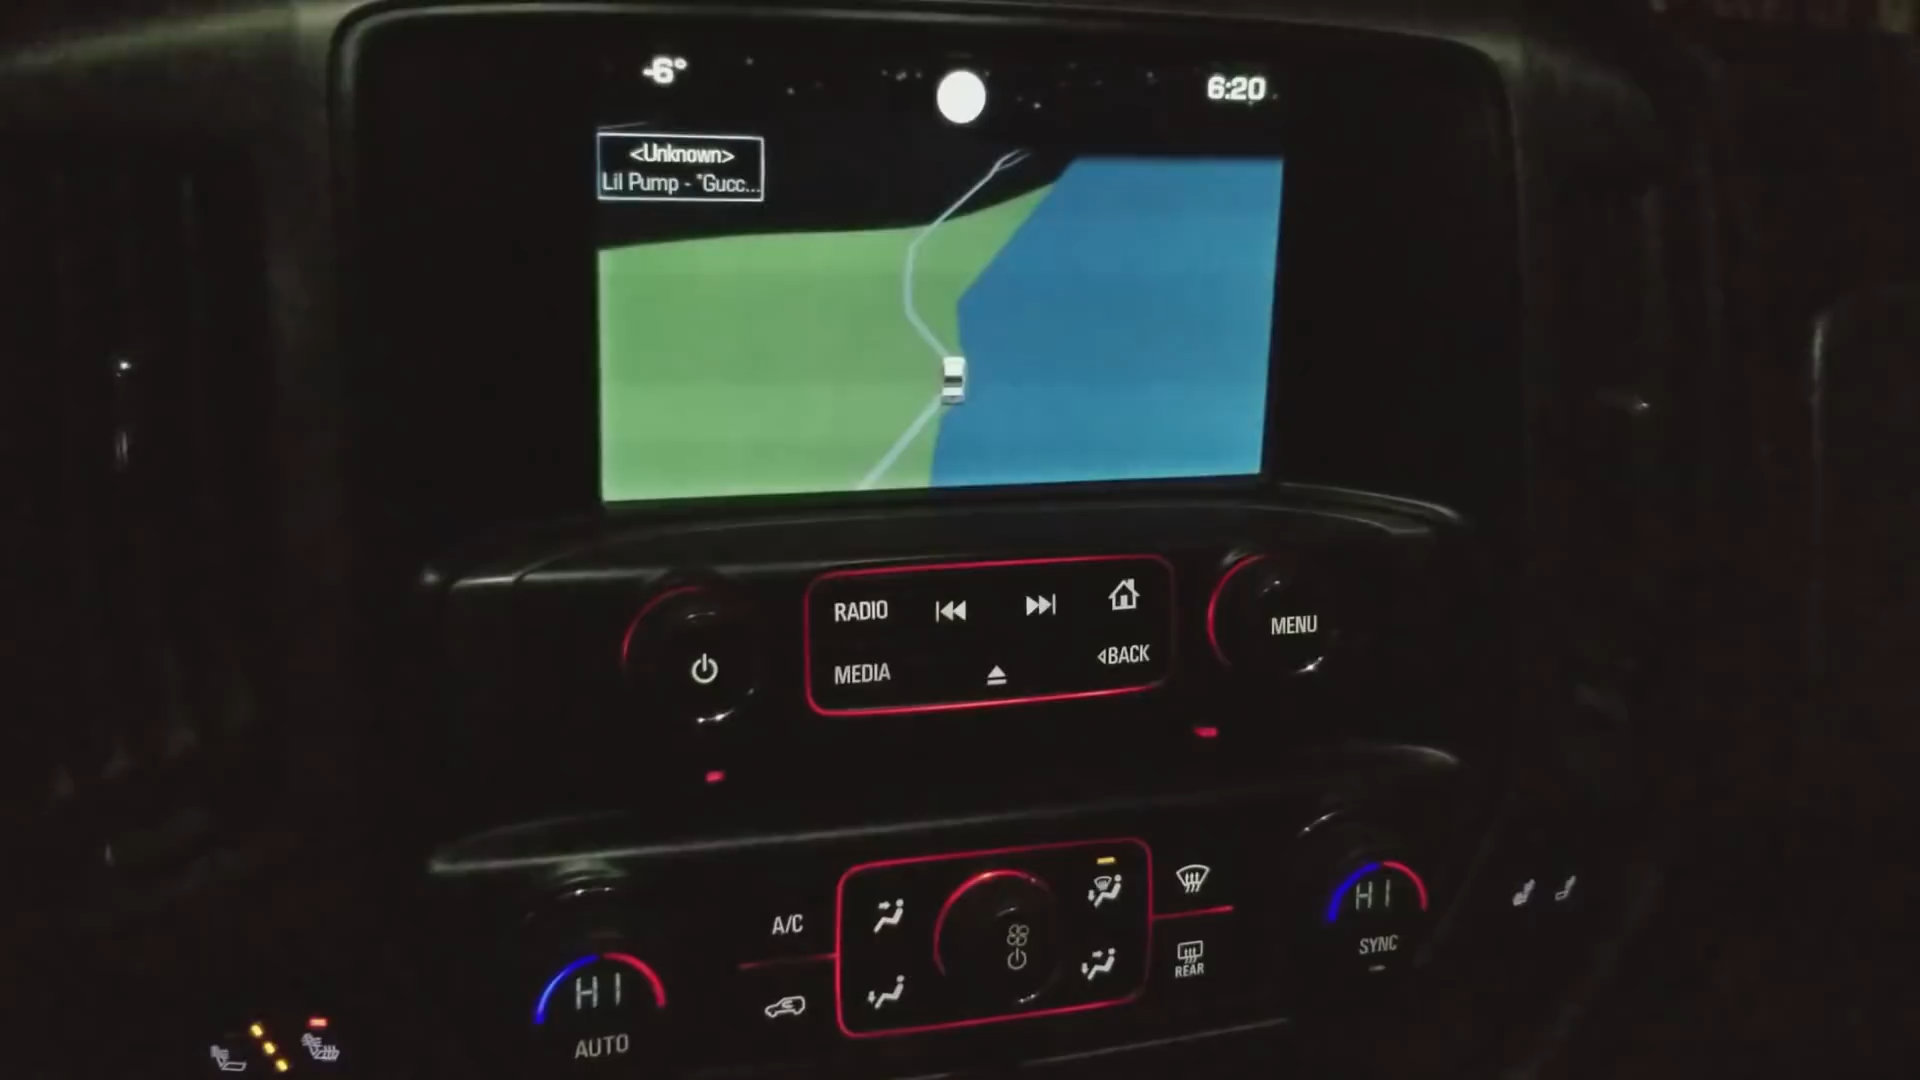 -6°
6:20
<Unknown>
Lil Pump - "Gucc...
RADIO
MEDIA
◁BACK
MENU
A/C
HI
AUTO
REAR
HI
SYNC